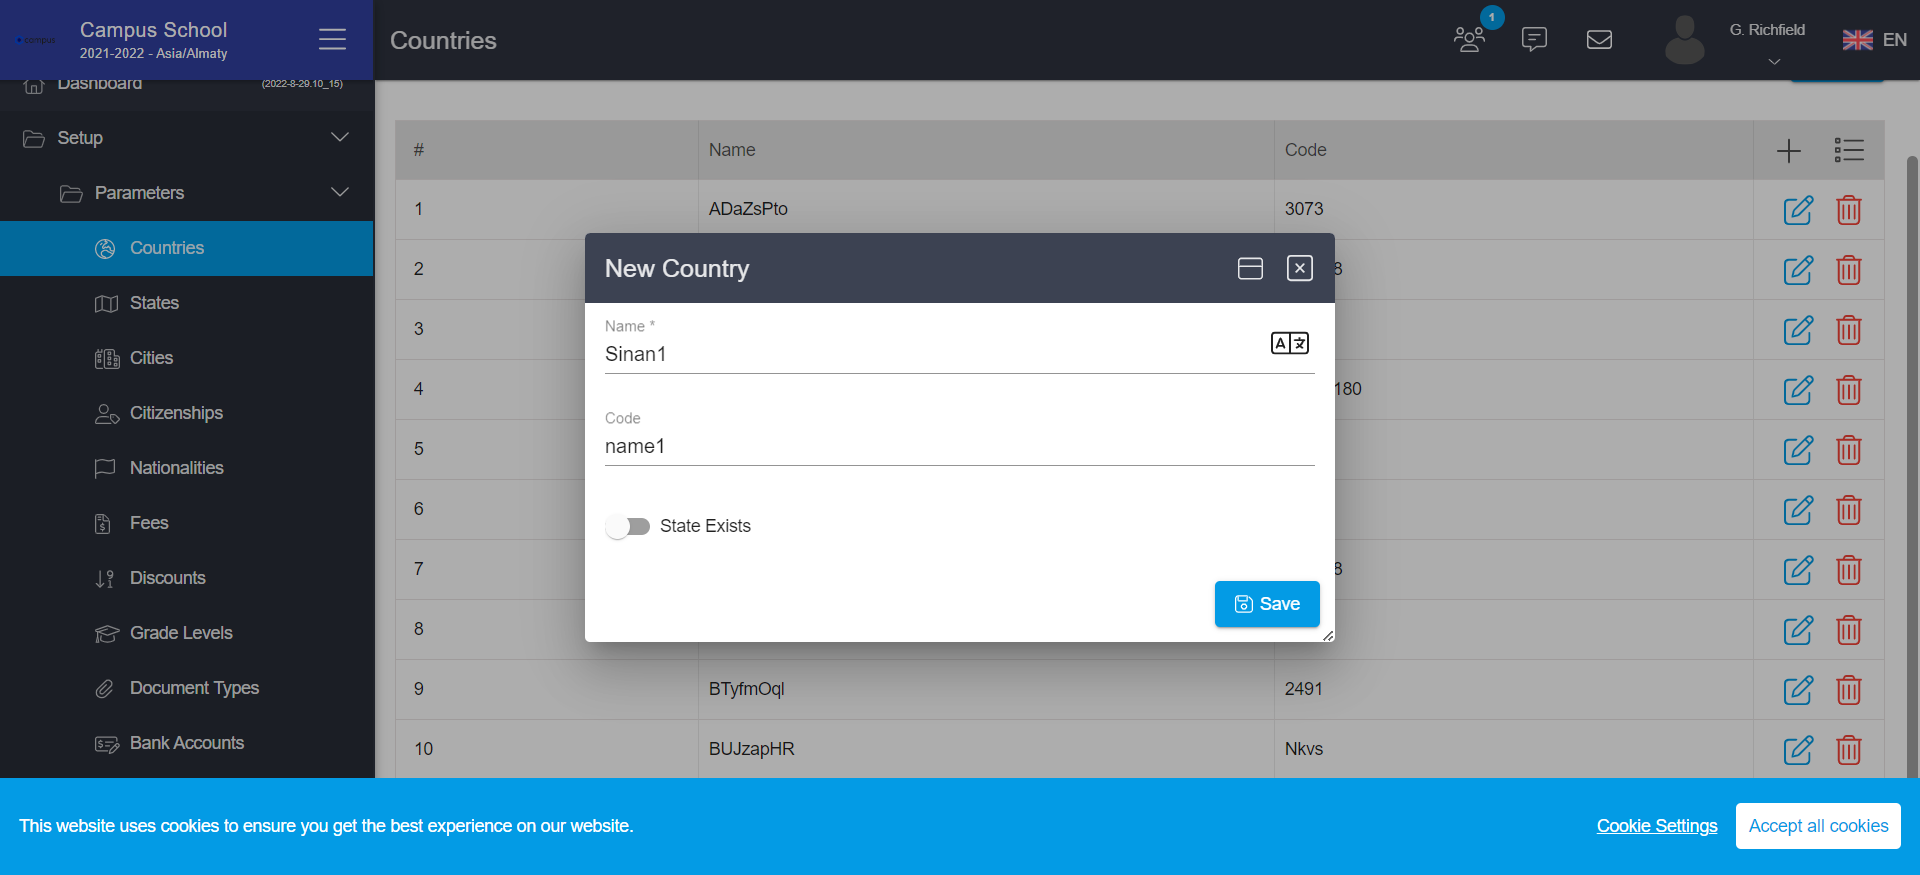 campus
Campus School
2021-2022 - Asia/Almaty
Countries
1
G. Richfield
EN
Dashboard
(2022-8-29.10_15)
Setup
Parameters
Countries
States
Cities
Citizenships
Nationalities
Fees
Discounts
Grade Levels
Document Types
Bank Accounts
# Name Code
1 ADaZsPto 3073
2 8
3
4 180
5
6
7 8
8
9 BTyfmOql 2491
10 BUJzapHR Nkvs
New Country
Name *
Sinan1
Code
name1
State Exists
Save
This website uses cookies to ensure you get the best experience on our website.
Cookie Settings
Accept all cookies